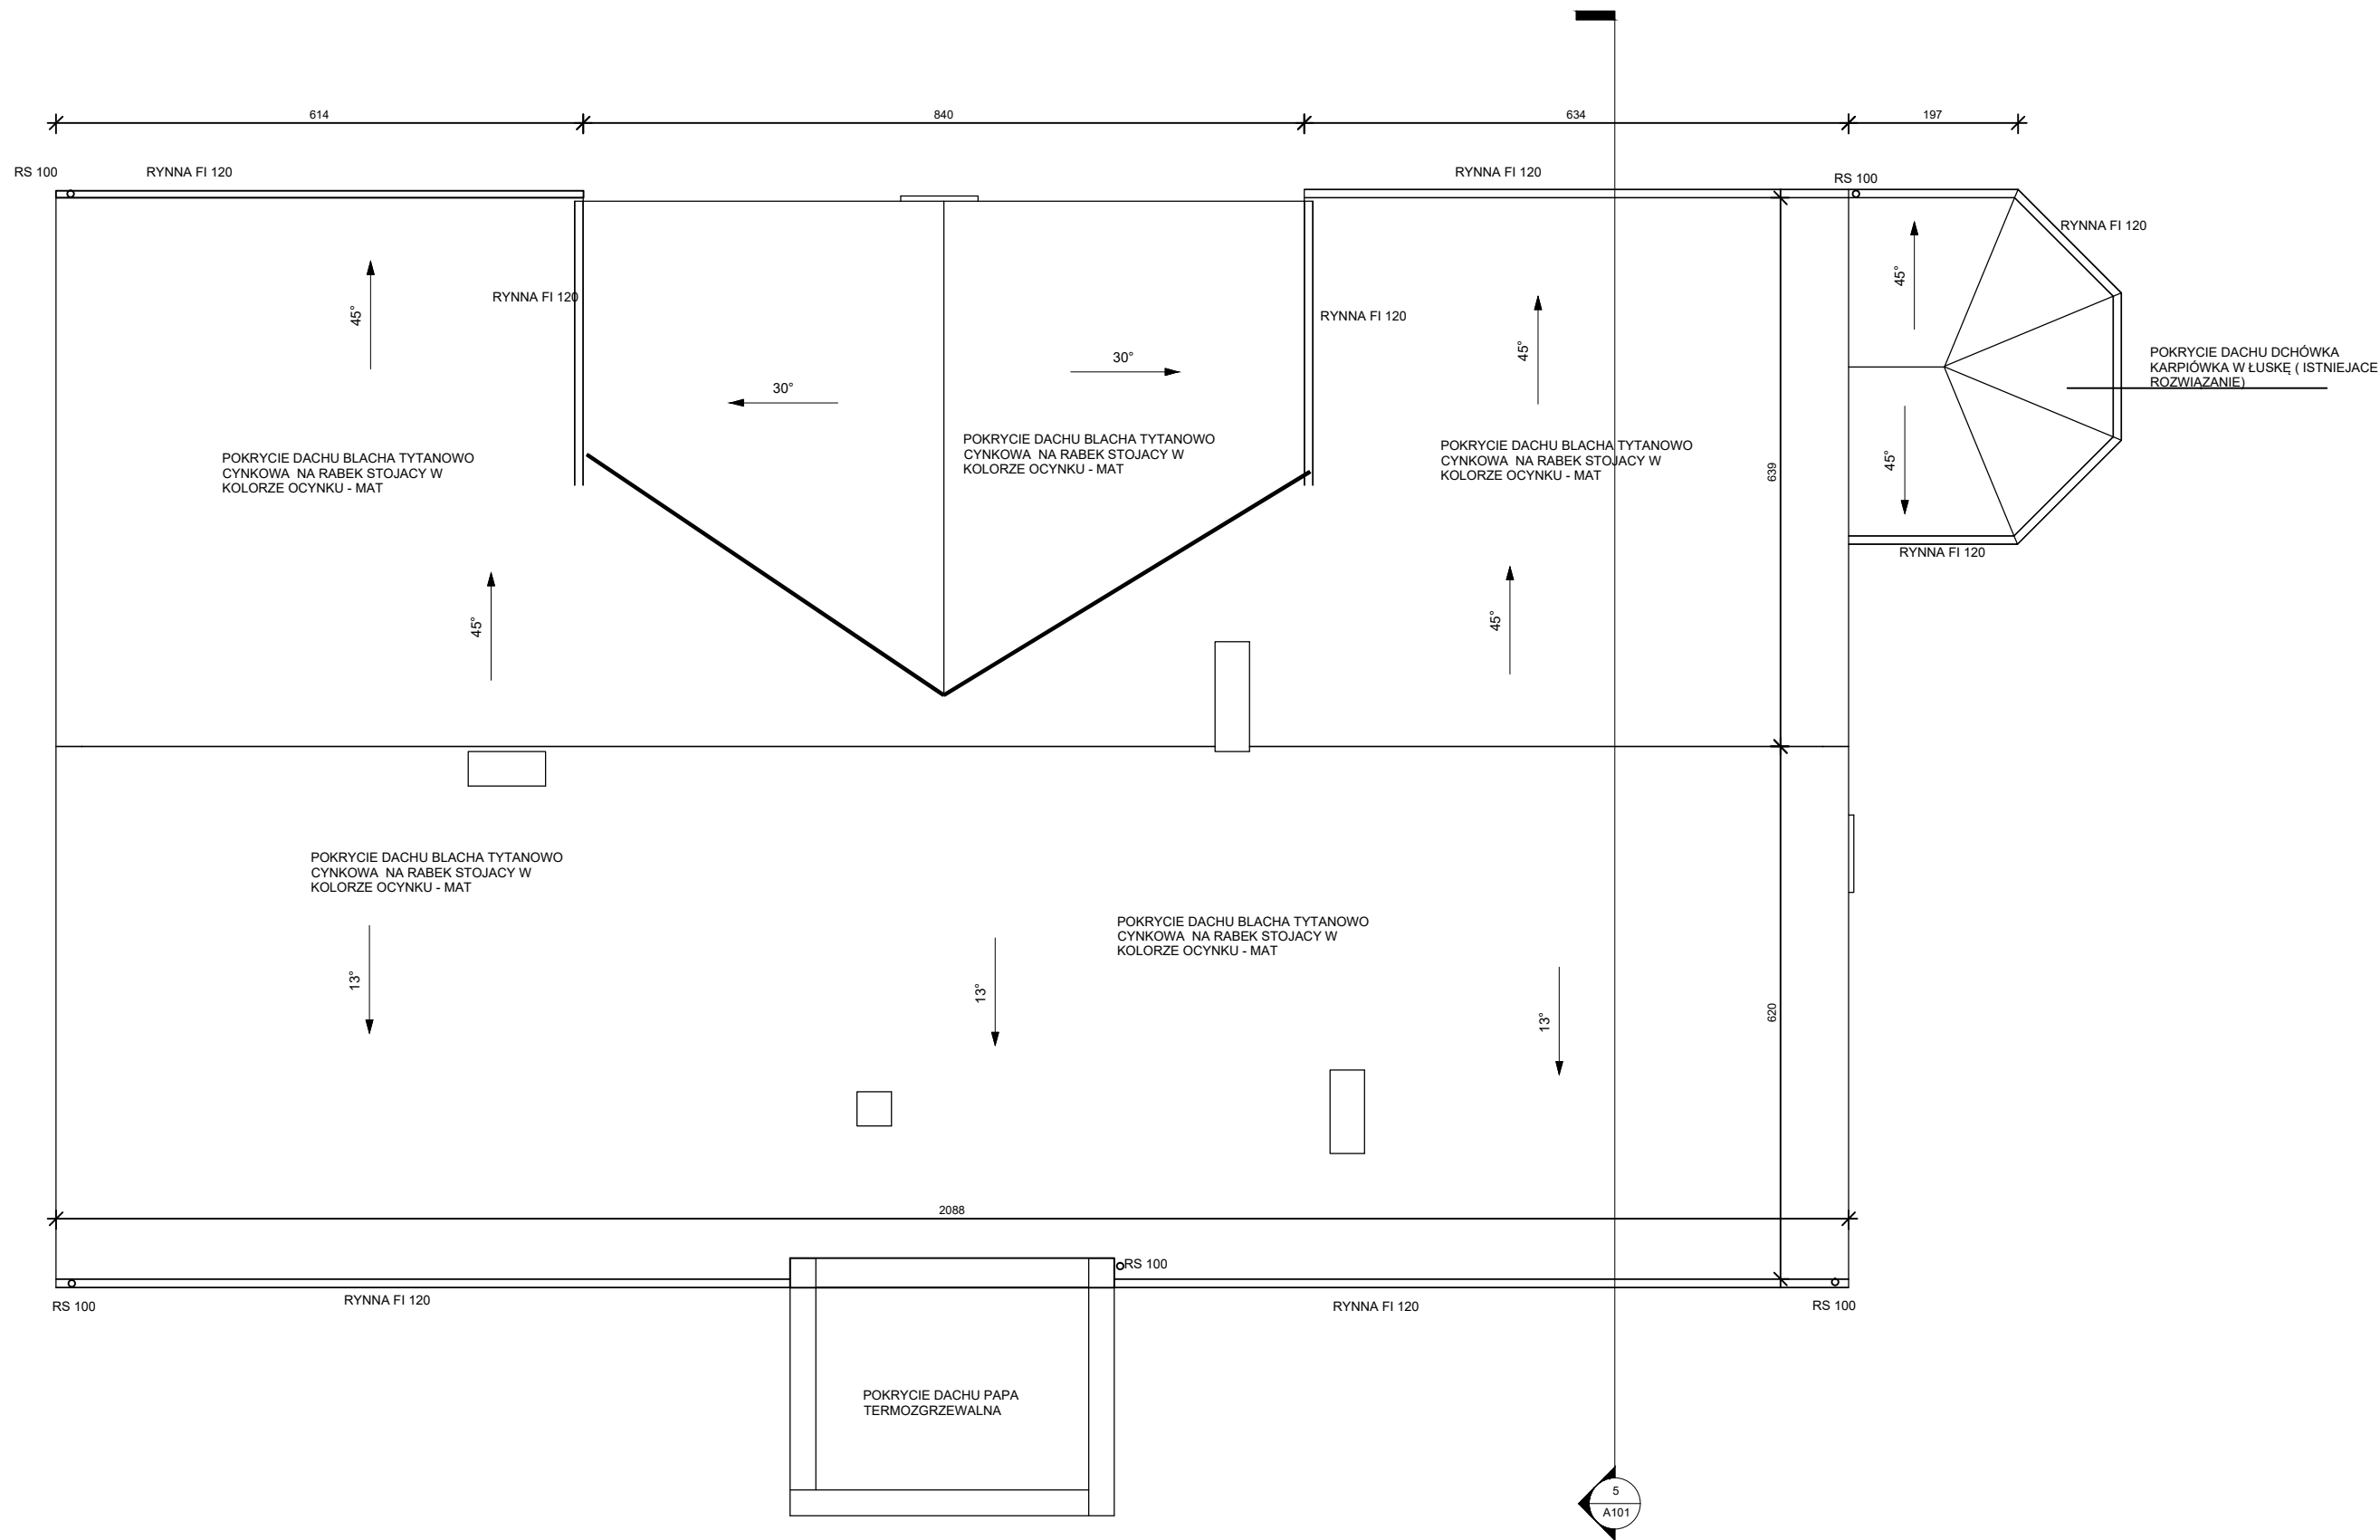 614
840
634
197
RS 100
RYNNA FI 120
RYNNA FI 120
RS 100
RYNNA FI 120
45°
45°
RYNNA FI 120
RYNNA FI 120
30°
30°
45°
POKRYCIE DACHU DCHÓWKA
KARPIÓWKA W ŁUSKĘ ( ISTNIEJACE
ROZWIĄZANIE)
POKRYCIE DACHU BLACHA TYTANOWO
CYNKOWA NA RABEK STOJACY W
KOLORZE OCYNKU - MAT
POKRYCIE DACHU BLACHA TYTANOWO
CYNKOWA NA RABEK STOJACY W
KOLORZE OCYNKU - MAT
POKRYCIE DACHU BLACHA TYTANOWO
CYNKOWA NA RABEK STOJACY W
KOLORZE OCYNKU - MAT
639
45°
RYNNA FI 120
45°
45°
POKRYCIE DACHU BLACHA TYTANOWO
CYNKOWA NA RABEK STOJACY W
KOLORZE OCYNKU - MAT
POKRYCIE DACHU BLACHA TYTANOWO
CYNKOWA NA RABEK STOJACY W
KOLORZE OCYNKU - MAT
13°
13°
13°
620
2088
RS 100
RS 100
RYNNA FI 120
RYNNA FI 120
RS 100
POKRYCIE DACHU PAPA
TERMOZGRZEWALNA
5
A101